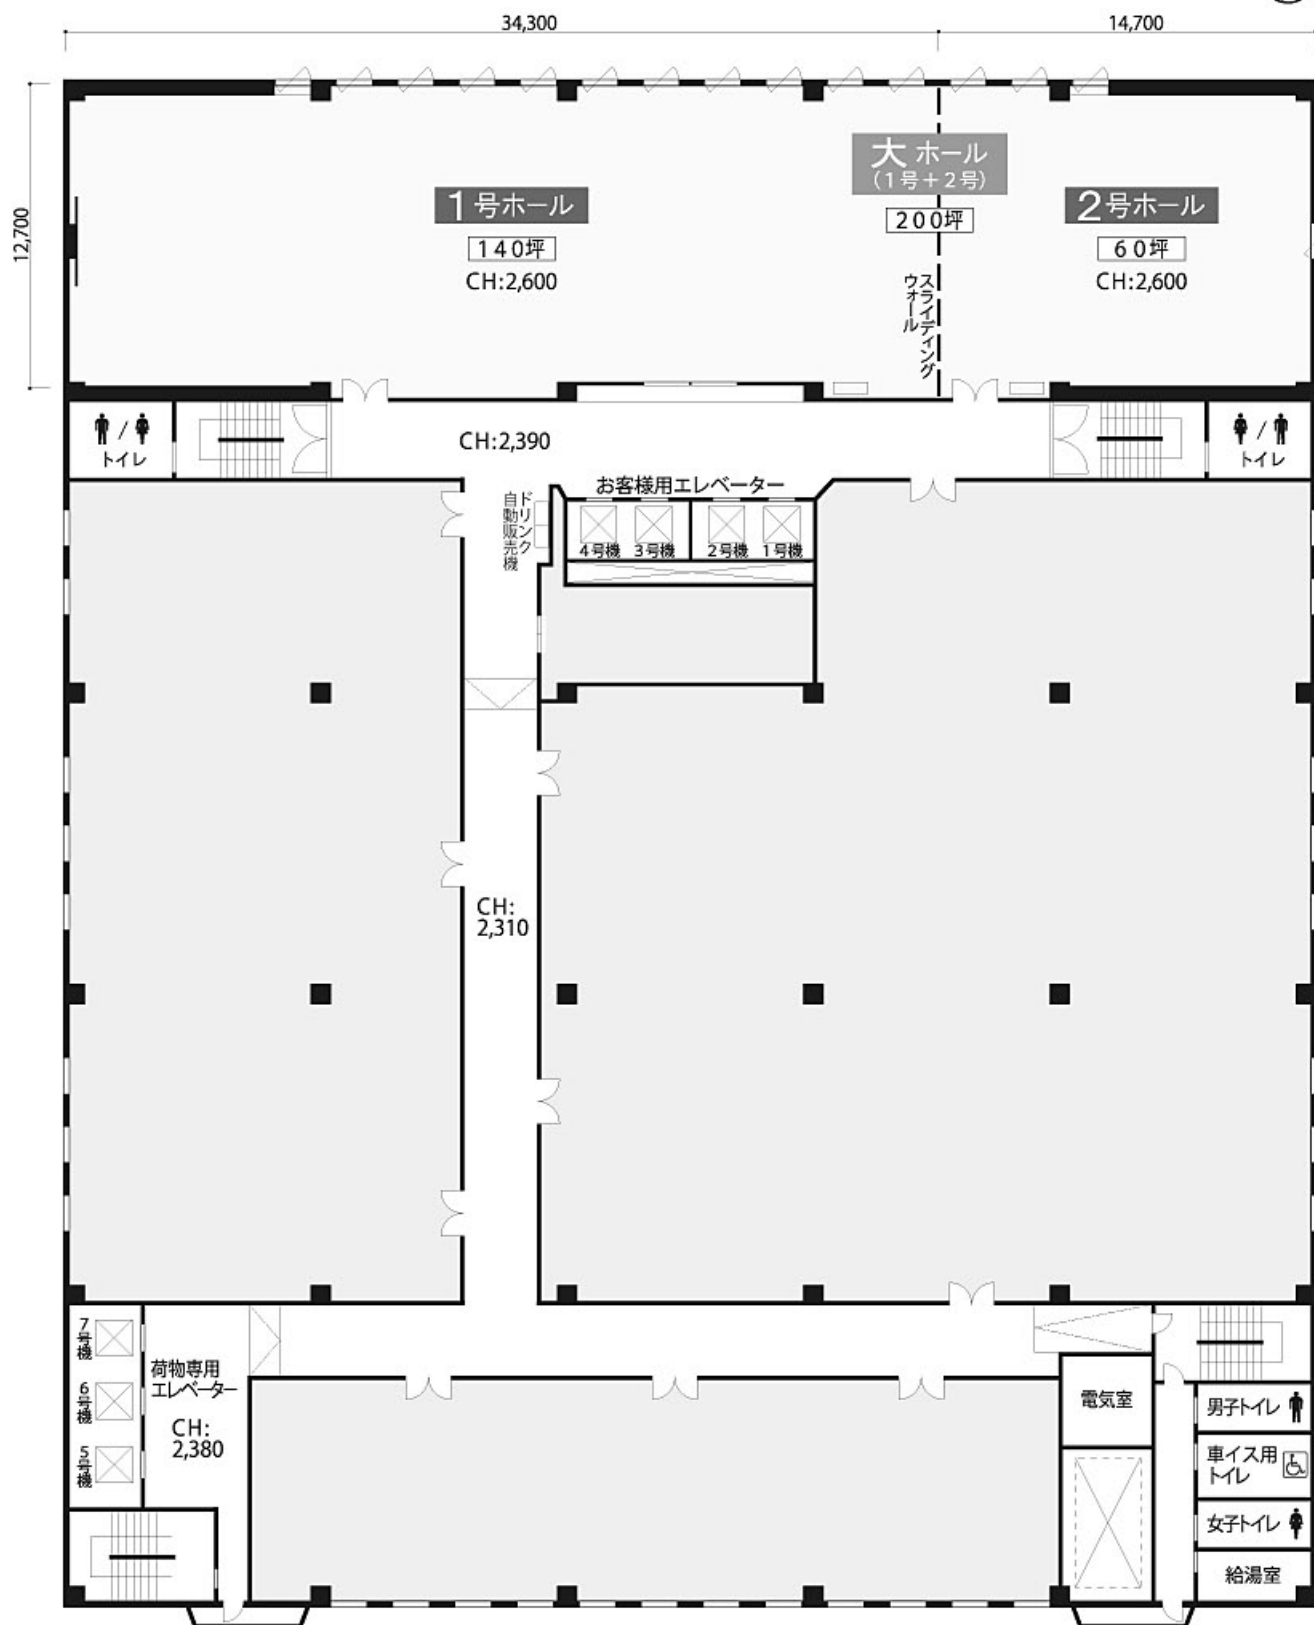 34,300
14,700
12,700
1号ホール
140坪
CH:2,600
大 ホール
(1号+2号)
200坪
スライディング
ウォール
2号ホール
60坪
CH:2,600
トイレ
/
CH:2,390
/
トイレ
お客様用エレベーター
ドリンク
自動販売機
4号機
3号機
2号機
1号機
CH:
2,310
7号機
6号機
5号機
荷物専用
エレベーター
CH:
2,380
電気室
男子トイレ
車イス用
トイレ
女子トイレ
給湯室